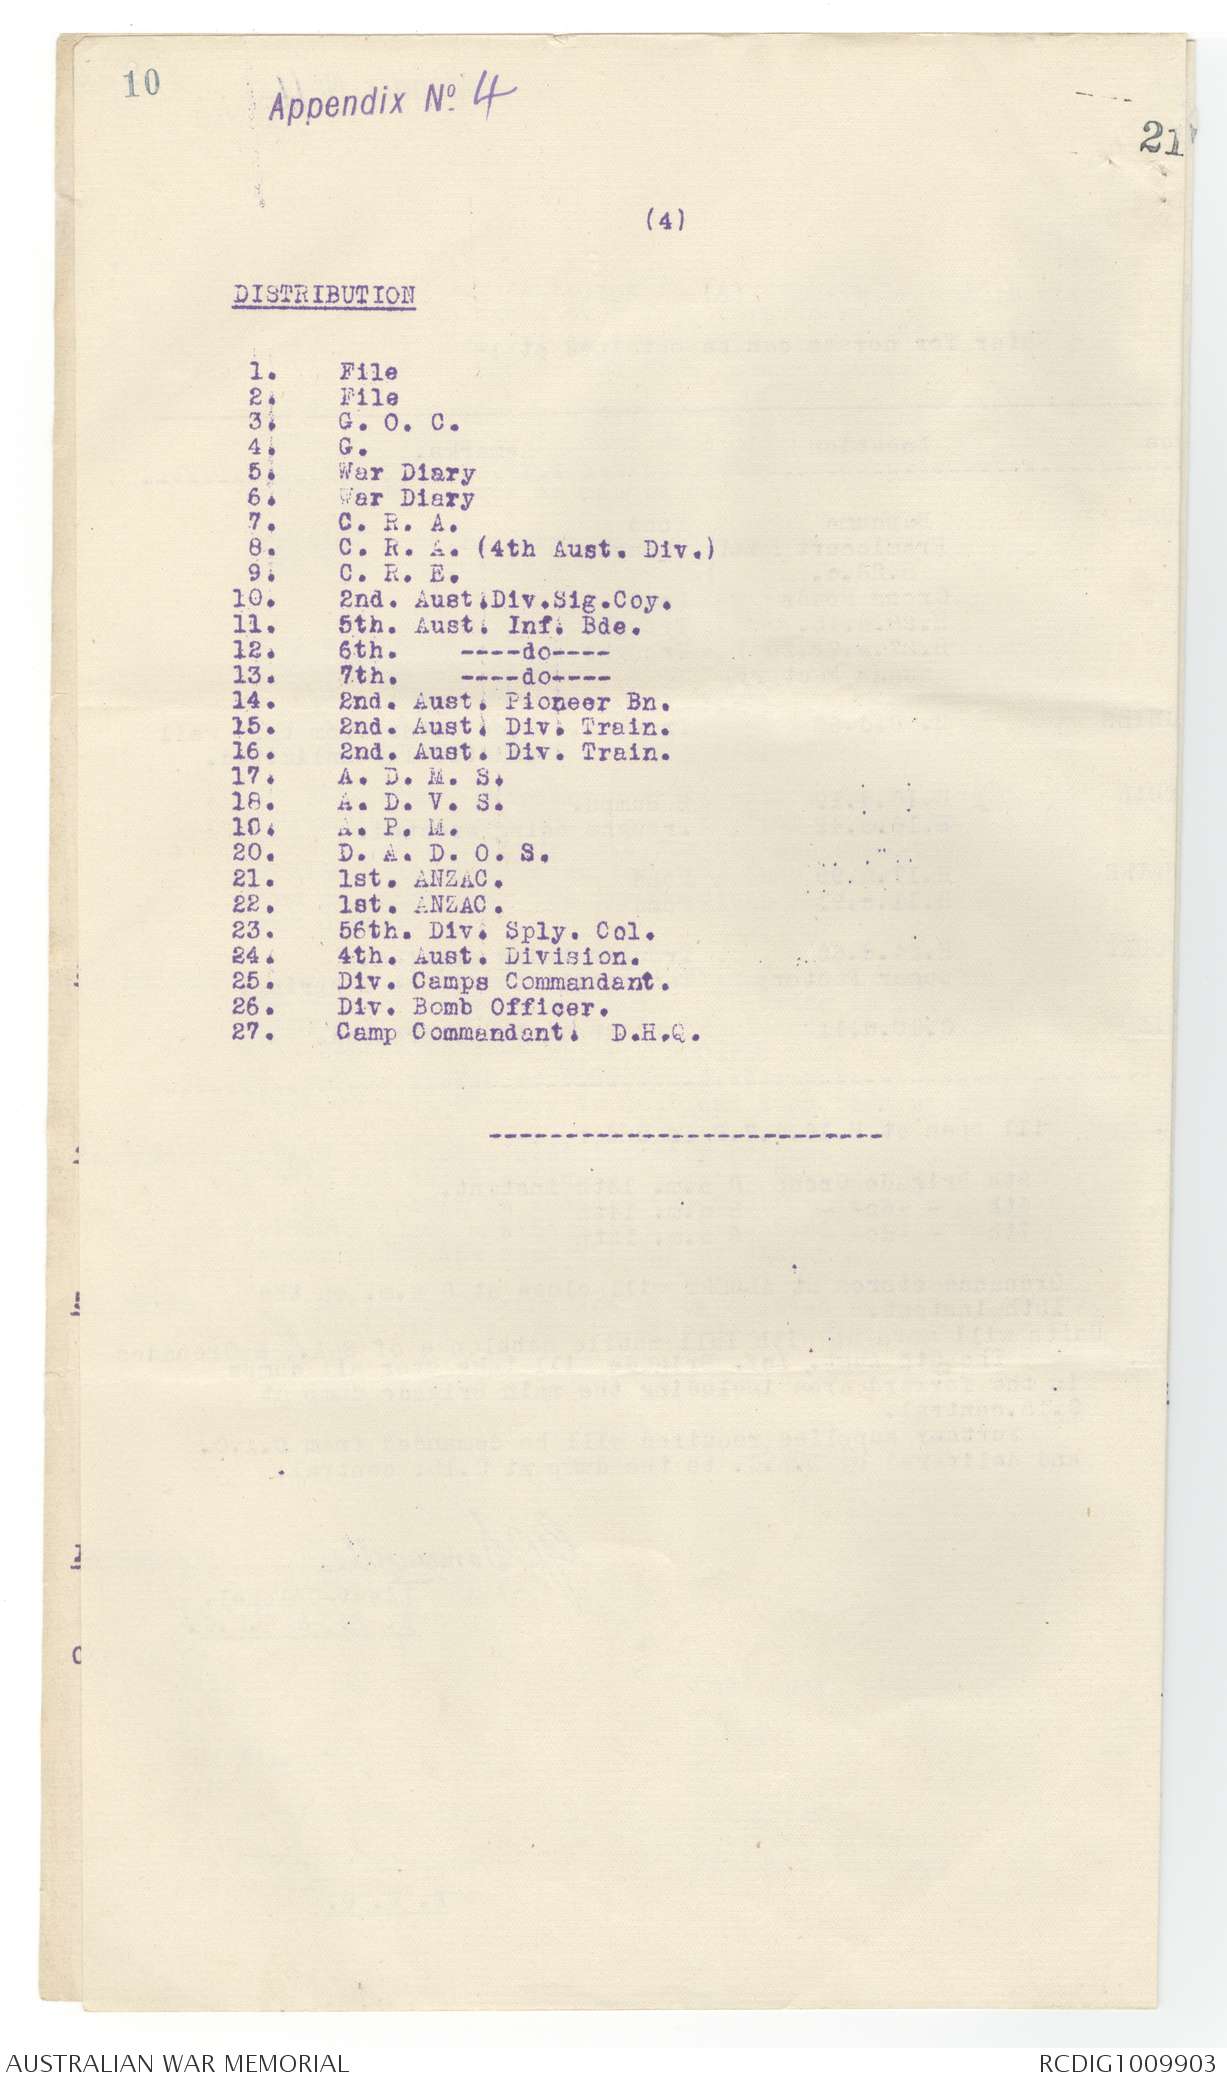 10
Appendix No. 4
21
(4)
DISTRIBUTION
1. File
2. File
3. G. O. C.
4. G.
5. War Diary
6. War Diary
7. C. R. A.
8. C. R. A. (4th Aust. Div.)
9. C. R. E.
10. 2nd. Aust.Div.Sig.Coy.
11. 5th. Aust. Inf. Bde.
12. 6th. ----do----
13. 7th. ----do----
14. 2nd. Aust. Pioneer Bn.
15. 2nd. Aust. Div. Train.
16. 2nd. Aust. Div. Train.
17. A. D. M. S.
18. A. D. V. S.
19. A. P. M.
20. D. A. D. O. S.
21. 1st. ANZAC.
22. 1st. ANZAC.
23. 56th. Div. Sply. Col.
24. 4th. Aust. Division.
25. Div. Camps Commandant.
26. Div. Bomb Officer.
27. Camp Commandant. D.H.Q.
--------------------------
AUSTRALIAN WAR MEMORIAL
RCDIG1009903